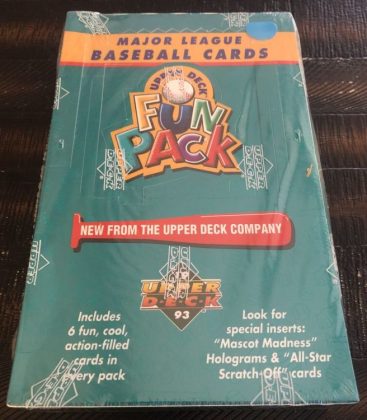 MAJOR LEAGUE
BASEBALL CARDS
UPPER DECK
FUN
PACK
NEW FROM THE UPPER DECK COMPANY
UPPER
DECK
93
Includes
6 fun, cool,
action-filled
cards in
every pack
Look for
special inserts:
"Mascot Madness"
Holograms & "All-Star
Scratch-Off" cards